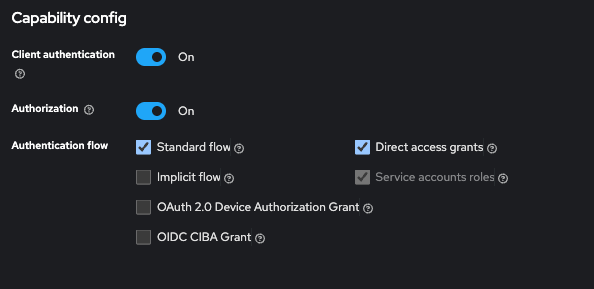 Capability config
Client authentication
On
Authorization
On
Authentication flow
Standard flow
Direct access grants
Implicit flow
Service accounts roles
OAuth 2.0 Device Authorization Grant
OIDC CIBA Grant